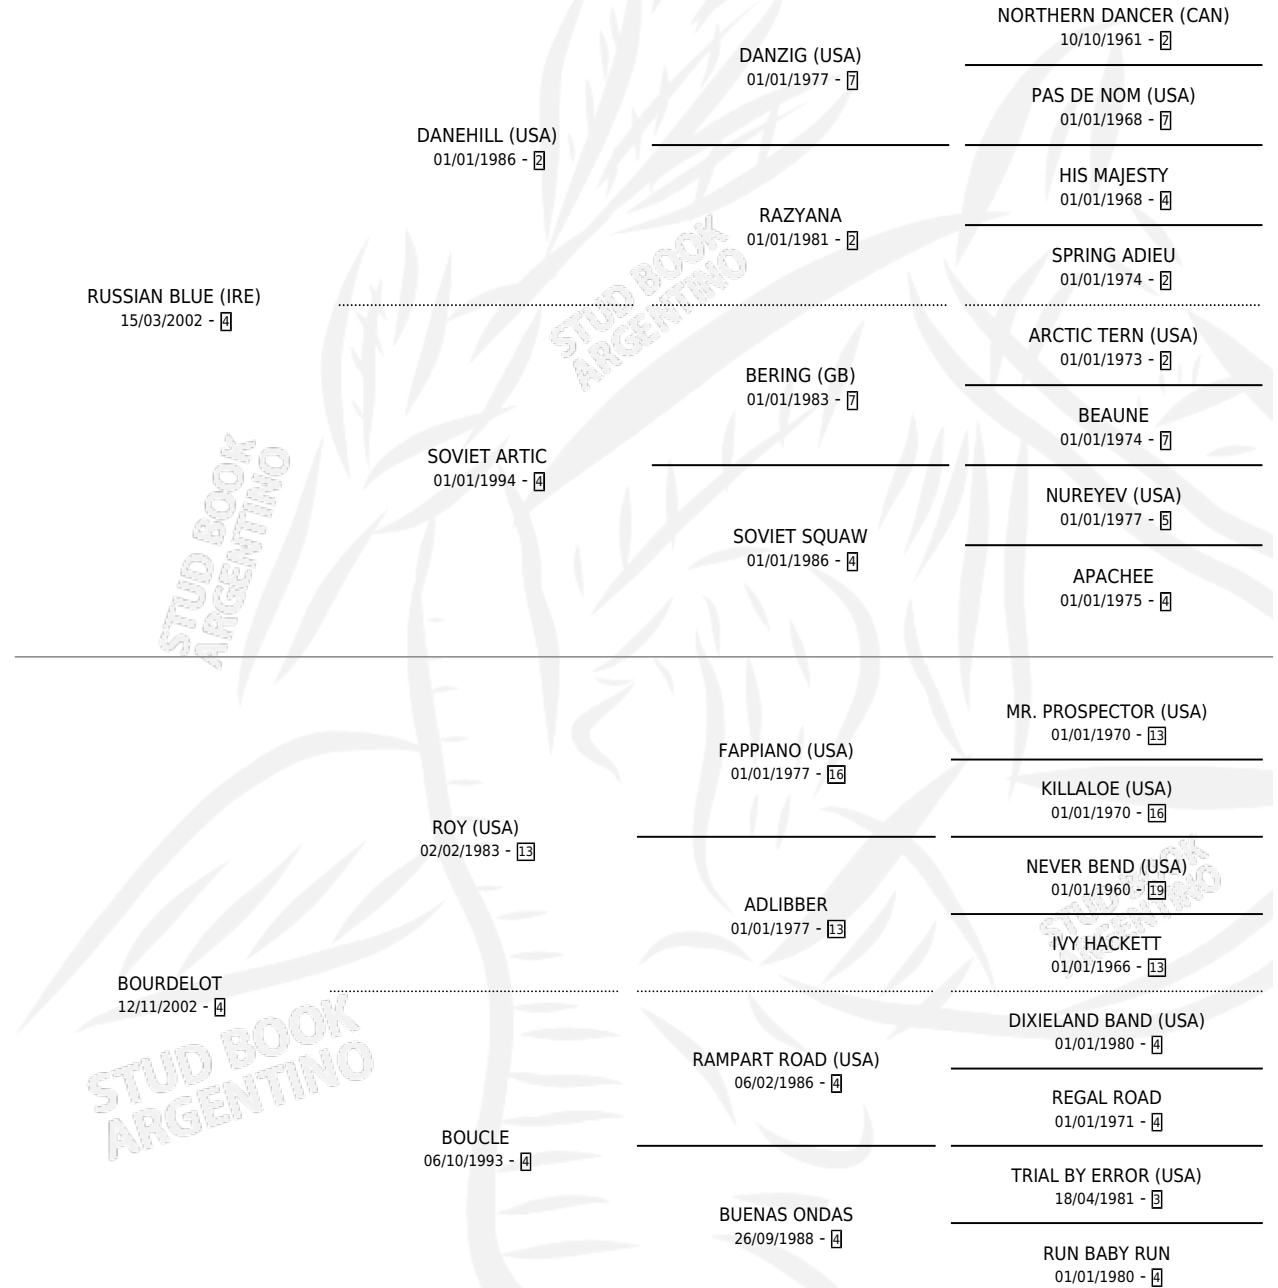 NORTHERN DANCER (CAN)
10/10/1961 - 2
DANZIG (USA)
01/01/1977 - 7
PAS DE NOM (USA)
01/01/1968 - 7
DANEHILL (USA)
01/01/1986 - 2
HIS MAJESTY
01/01/1968 - 4
RAZYANA
01/01/1981 - 2
SPRING ADIEU
01/01/1974 - 2
RUSSIAN BLUE (IRE)
15/03/2002 - 4
STUD BOOK
ARGENTINO
ARCTIC TERN (USA)
01/01/1973 - 2
BERING (GB)
01/01/1983 - 7
BEAUNE
01/01/1974 - 7
SOVIET ARTIC
01/01/1994 - 4
NUREYEV (USA)
01/01/1977 - 5
SOVIET SQUAW
01/01/1986 - 4
APACHEE
01/01/1975 - 4
STUD BOOK
ARGENTINO
MR. PROSPECTOR (USA)
01/01/1970 - 13
FAPPIANO (USA)
01/01/1977 - 16
KILLALOE (USA)
01/01/1970 - 16
ROY (USA)
02/02/1983 - 13
NEVER BEND (USA)
01/01/1960 - 19
ADLIBBER
01/01/1977 - 13
IVY HACKETT
01/01/1966 - 13
STUD BOOK
ARGENTINO
BOURDELOT
12/11/2002 - 4
DIXIELAND BAND (USA)
01/01/1980 - 4
RAMPART ROAD (USA)
06/02/1986 - 4
REGAL ROAD
01/01/1971 - 4
STUD BOOK
ARGENTINO
BOUCLE
06/10/1993 - 4
TRIAL BY ERROR (USA)
18/04/1981 - 3
BUENAS ONDAS
26/09/1988 - 4
RUN BABY RUN
01/01/1980 - 4